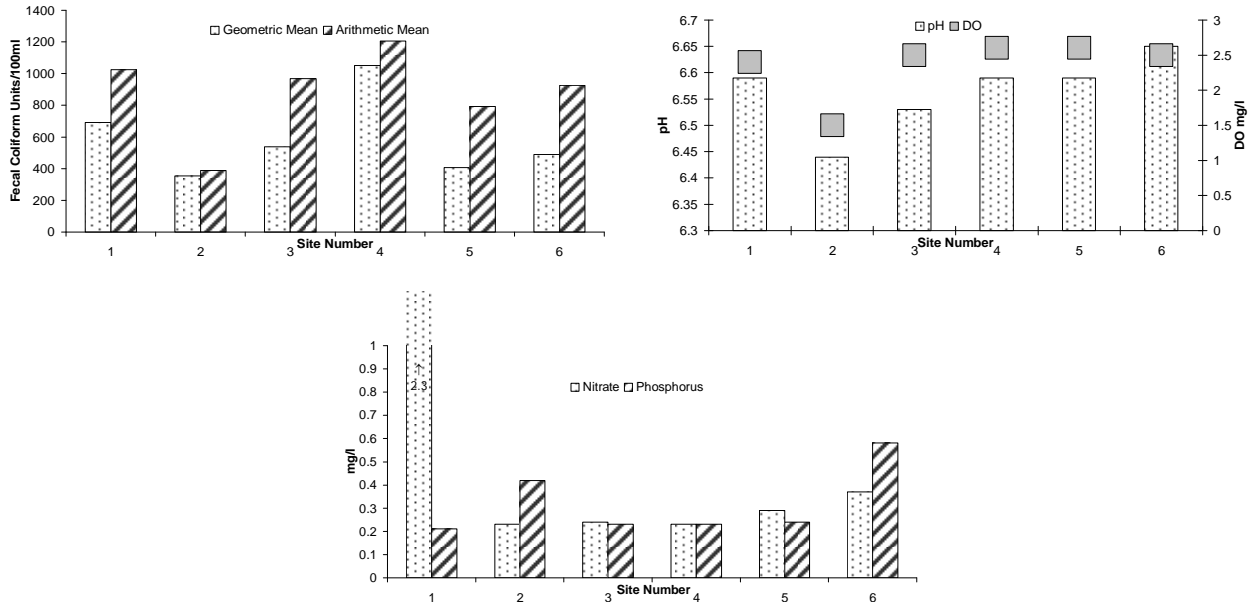 1400
1200
1000
800
600
400
200
0
Fecal Coliform Units/100ml
Geometric Mean Arithmetic Mean
1 2 3 4 5 6
Site Number
6.7
6.65
6.6
6.55
6.5
6.45
6.4
6.35
6.3
pH
pH DO
3
2.5
2
1.5
1
0.5
0
DO mg/l
1 2 3 4 5 6
Site Number
1
0.9
0.8
0.7
0.6
0.5
0.4
0.3
0.2
0.1
0
mg/l
↑
2.3
Nitrate Phosphorus
1 2 3 4 5 6
Site Number